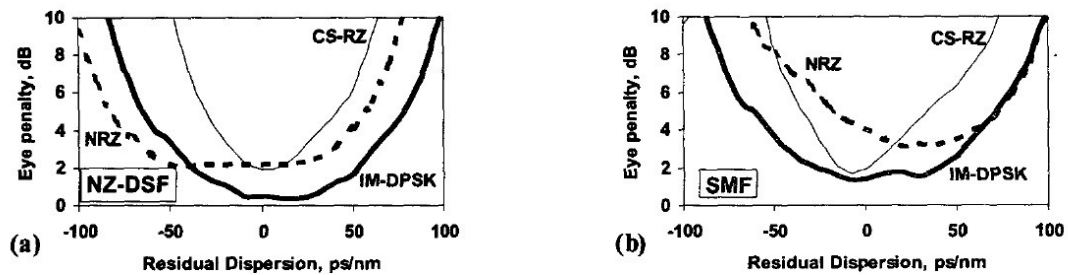 10
8
6
4
2
0
Eye penalty, dB
CS-RZ
NRZ
NZ-DSF
IM-DPSK
-100
-50
0
50
100
Residual Dispersion, ps/nm
(a)
10
8
6
4
2
0
Eye penalty, dB
CS-RZ
NRZ
SMF
IM-DPSK
-100
-50
0
50
100
Residual Dispersion, ps/nm
(b)